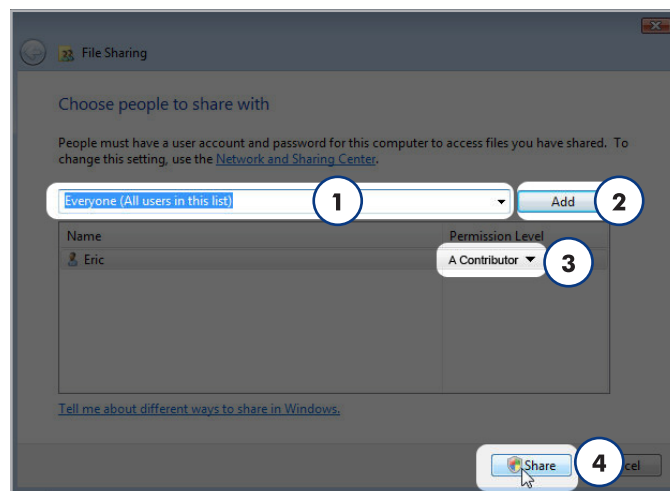 File Sharing
Choose people to share with
People must have a user account and password for this computer to access files you have shared. To
change this setting, use the Network and Sharing Center.
Everyone (All users in this list) 1 Add 2
Name Permission Level
Eric A Contributor 3
Tell me about different ways to share in Windows.
Share 4 cel